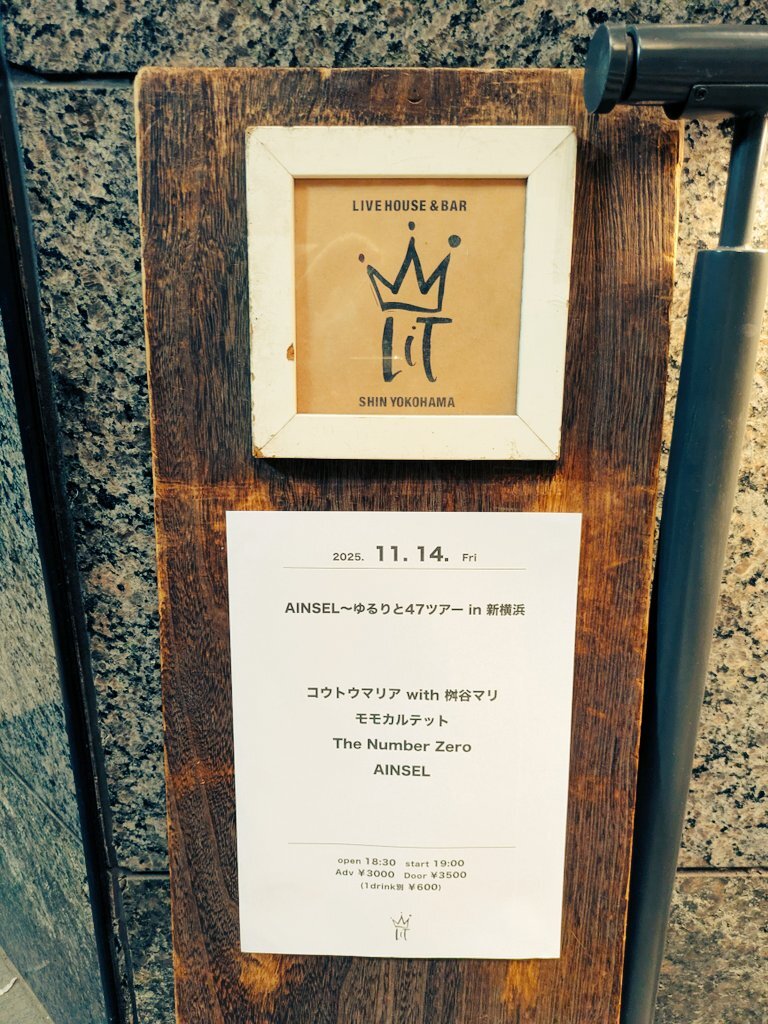 LIVE HOUSE & BAR
LiT
SHIN YOKOHAMA
2025. 11. 14. Fri
AINSEL〜ゆるりと47ツアー in 新横浜
コウトウマリア with 桝谷マリ
モモカルテット
The Number Zero
AINSEL
open 18:30 start 19:00
Adv ¥3000 Door ¥3500
(1drink別 ¥600)
LiT